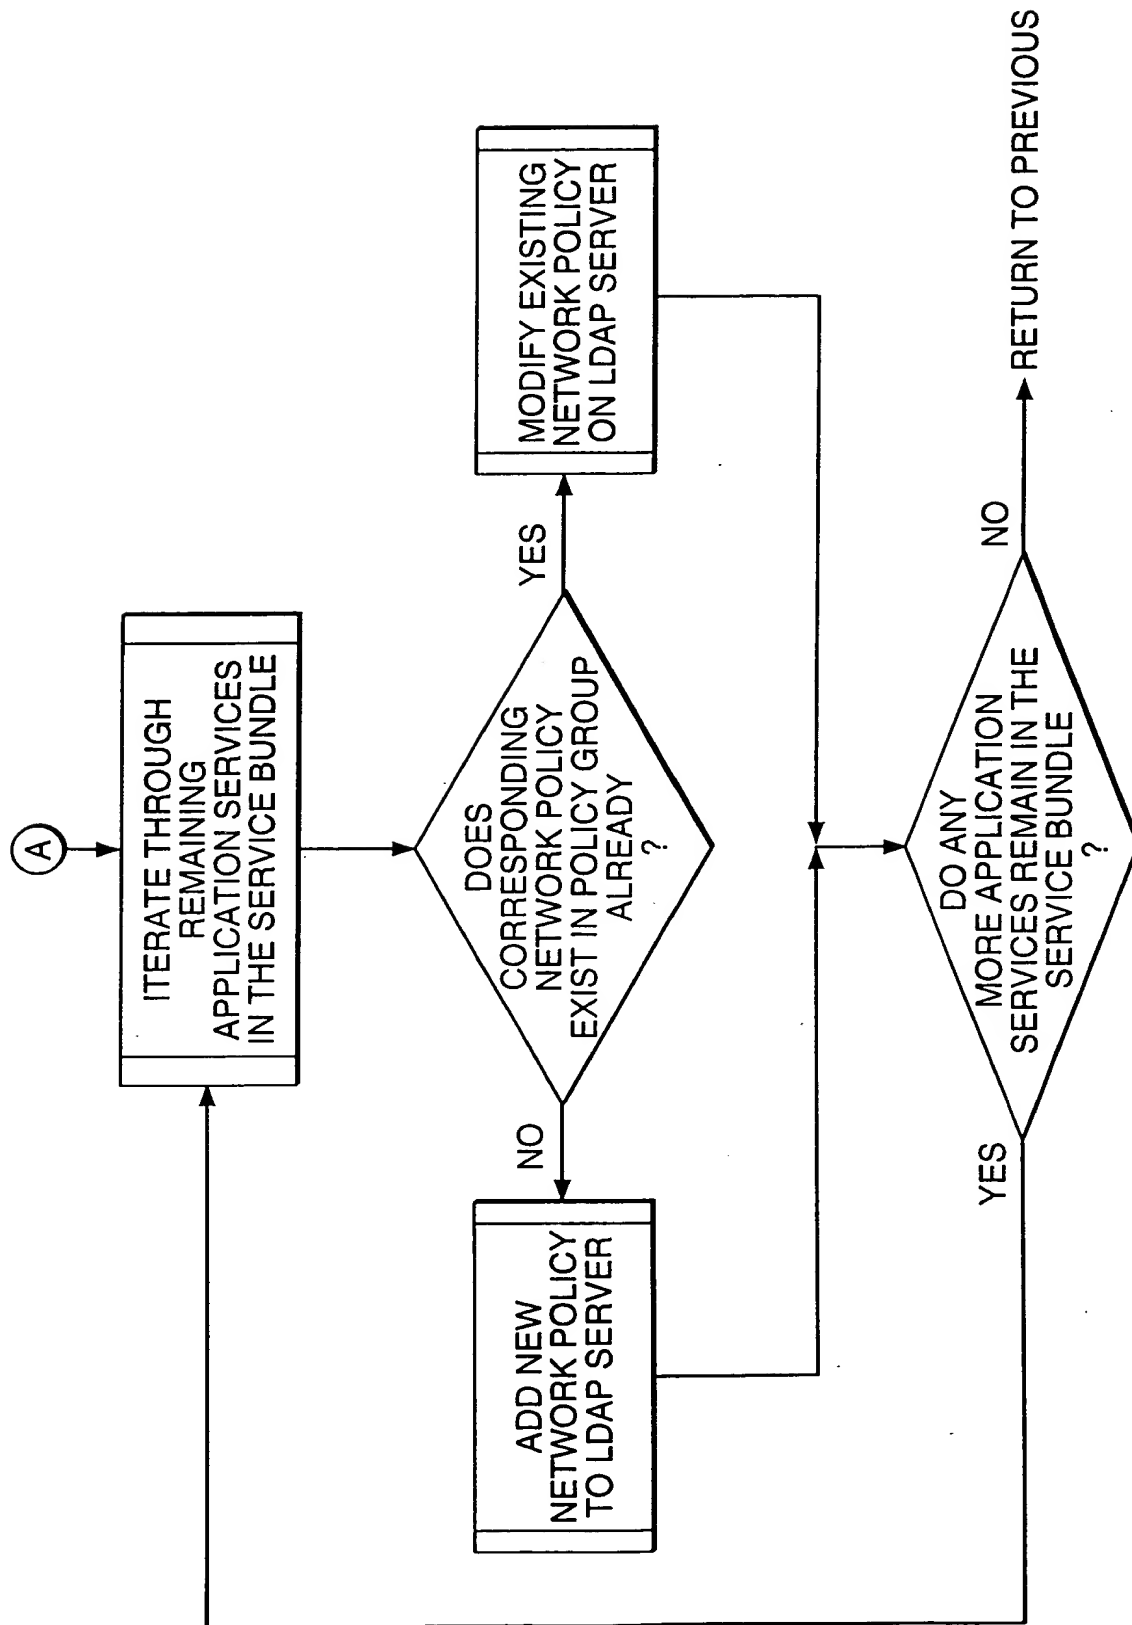 A
ITERATE THROUGH
REMAINING
APPLICATION SERVICES
IN THE SERVICE BUNDLE
DOES
CORRESPONDING
NETWORK POLICY
EXIST IN POLICY GROUP
ALREADY
?
NO
YES
ADD NEW
NETWORK POLICY
TO LDAP SERVER
MODIFY EXISTING
NETWORK POLICY
ON LDAP SERVER
DO ANY
MORE APPLICATION
SERVICES REMAIN IN THE
SERVICE BUNDLE
?
YES
NO
RETURN TO PREVIOUS